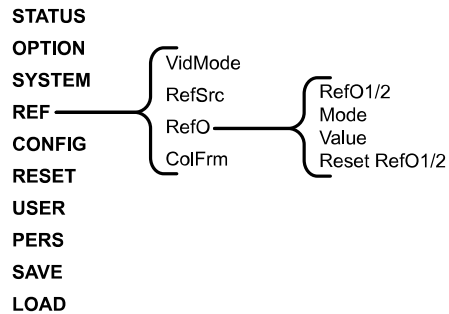 STATUS
OPTION
SYSTEM
REF
CONFIG
RESET
USER
PERS
SAVE
LOAD
VidMode
RefSrc
RefO
ColFrm
RefO1/2
Mode
Value
Reset RefO1/2